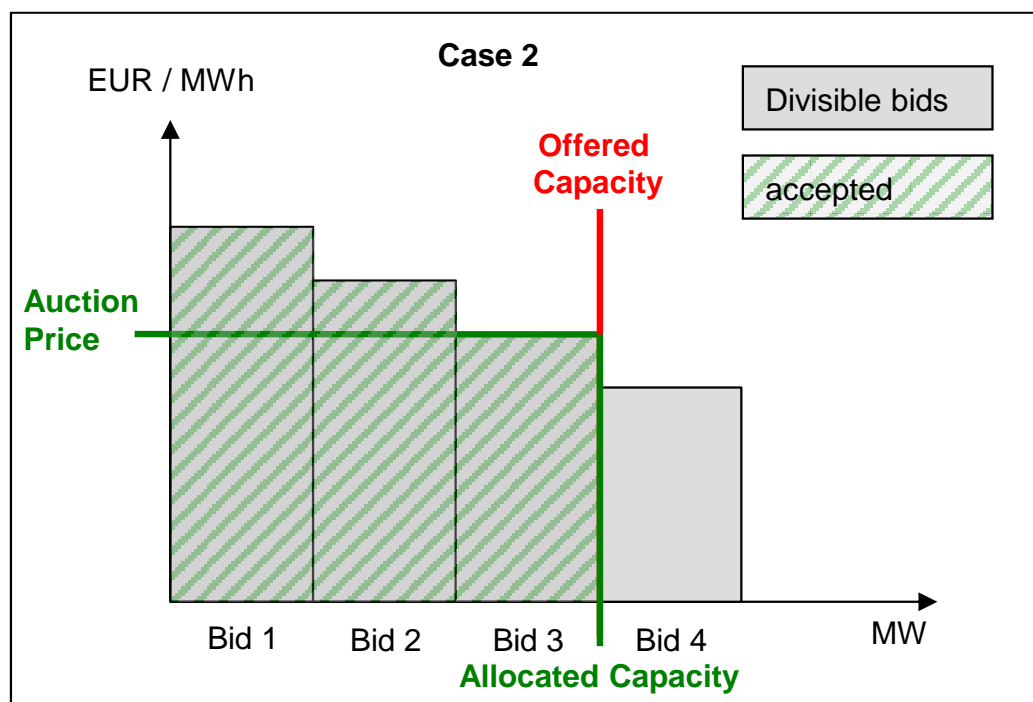 Case 2
EUR / MWh
Divisible bids
Offered
Capacity
accepted
Auction
Price
Bid 1
Bid 2
Bid 3
Bid 4
MW
Allocated Capacity